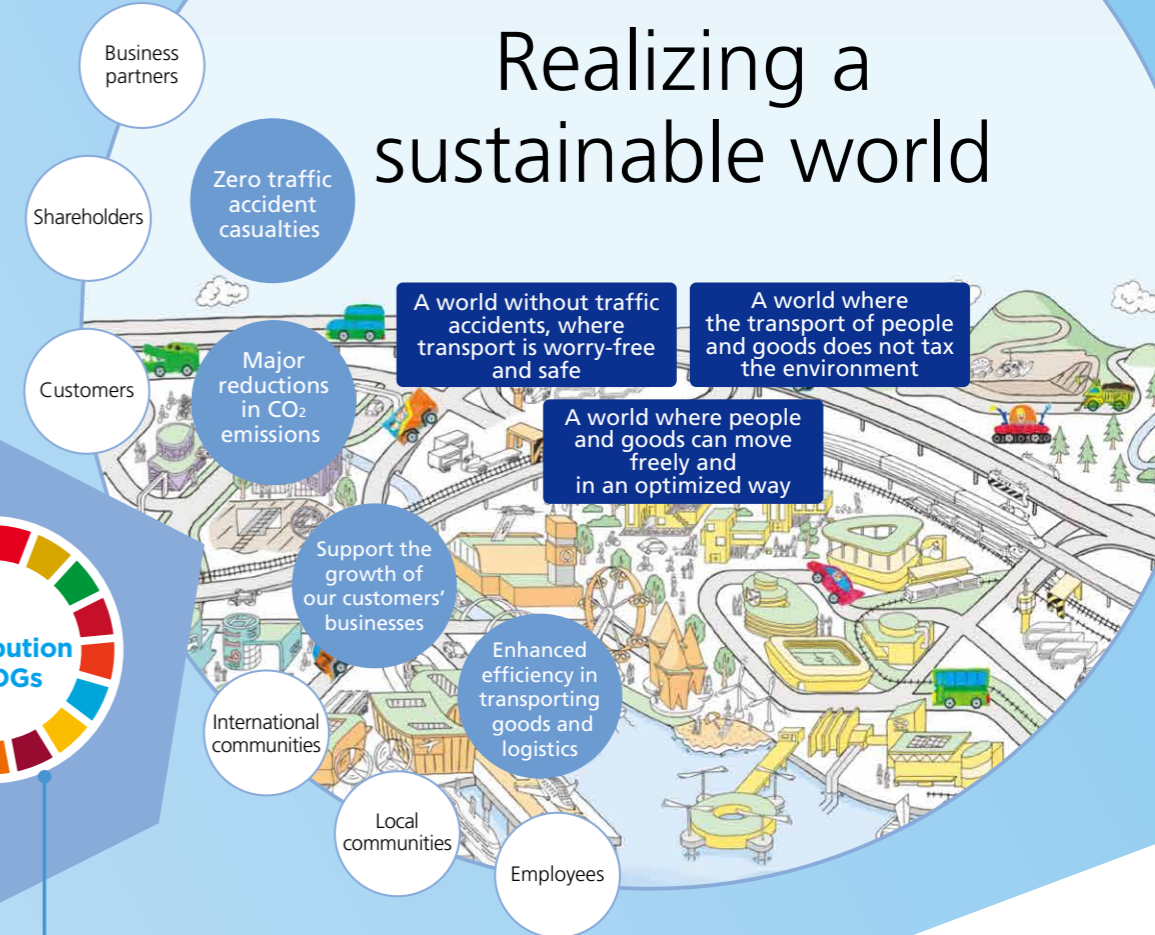 Realizing a
sustainable world
Business
partners
Shareholders
Customers
International
communities
Local
communities
Employees
Zero traffic
accident
casualties
Major
reductions
in CO₂
emissions
Support the
growth of
our customers'
businesses
Enhanced
efficiency in
transporting
goods and
logistics
A world without traffic
accidents, where
transport is worry-free
and safe
A world where
the transport of people
and goods does not tax
the environment
A world where people
and goods can move
freely and
in an optimized way